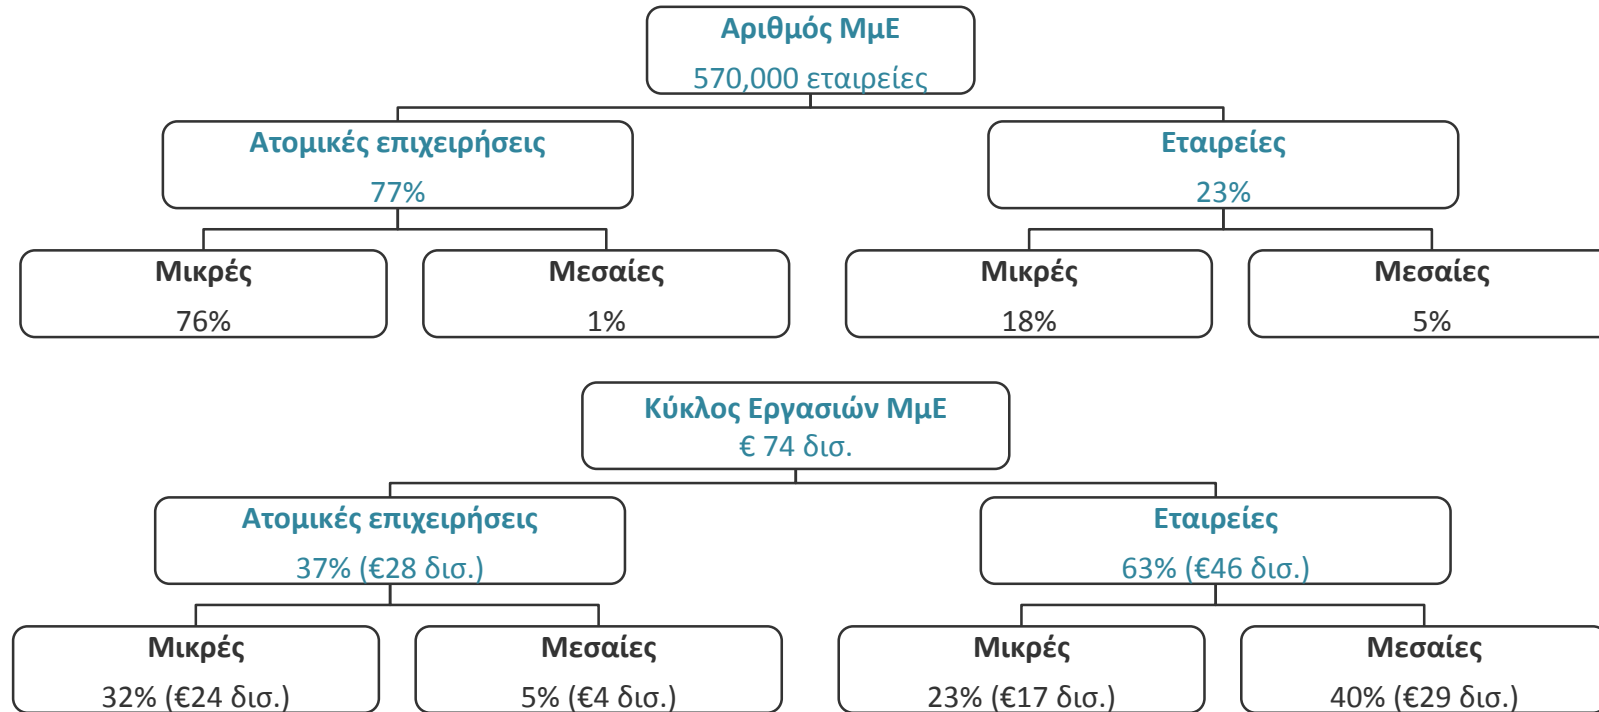 Αριθμός ΜμΕ
570,000 εταιρείες
Ατομικές επιχειρήσεις
77%
Εταιρείες
23%
Μικρές
76%
Μεσαίες
1%
Μικρές
18%
Μεσαίες
5%
Κύκλος Εργασιών ΜμΕ
€ 74 δισ.
Ατομικές επιχειρήσεις
37% (€28 δισ.)
Εταιρείες
63% (€46 δισ.)
Μικρές
32% (€24 δισ.)
Μεσαίες
5% (€4 δισ.)
Μικρές
23% (€17 δισ.)
Μεσαίες
40% (€29 δισ.)